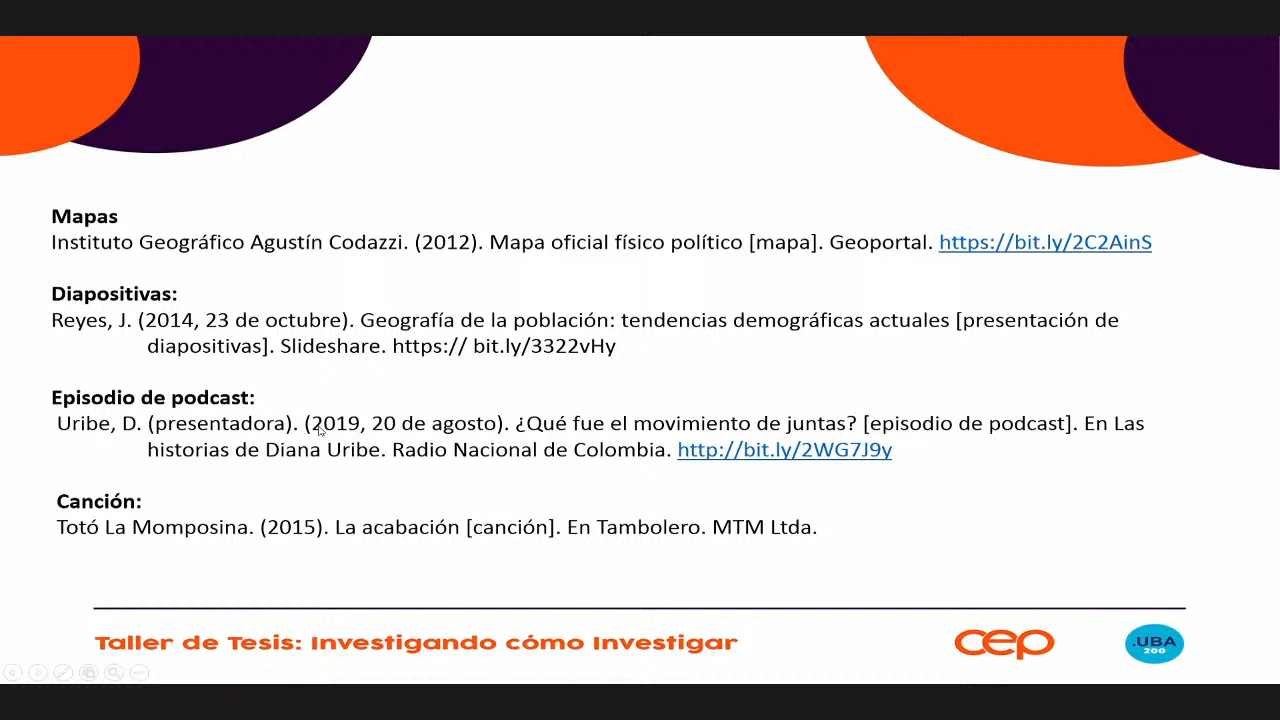 Mapas
Instituto Geográfico Agustín Codazzi. (2012). Mapa oficial físico político [mapa]. Geoportal. https://bit.ly/2C2AinS
Diapositivas:
Reyes, J. (2014, 23 de octubre). Geografía de la población: tendencias demográficas actuales [presentación de
diapositivas]. Slideshare. https:// bit.ly/3322vHy
Episodio de podcast:
Uribe, D. (presentadora). (2019, 20 de agosto). ¿Qué fue el movimiento de juntas? [episodio de podcast]. En Las
historias de Diana Uribe. Radio Nacional de Colombia. http://bit.ly/2WG7J9y
Canción:
Totó La Momposina. (2015). La acabación [canción]. En Tambolero. MTM Ltda.
Taller de Tesis: Investigando cómo Investigar
cep
.UBA
200